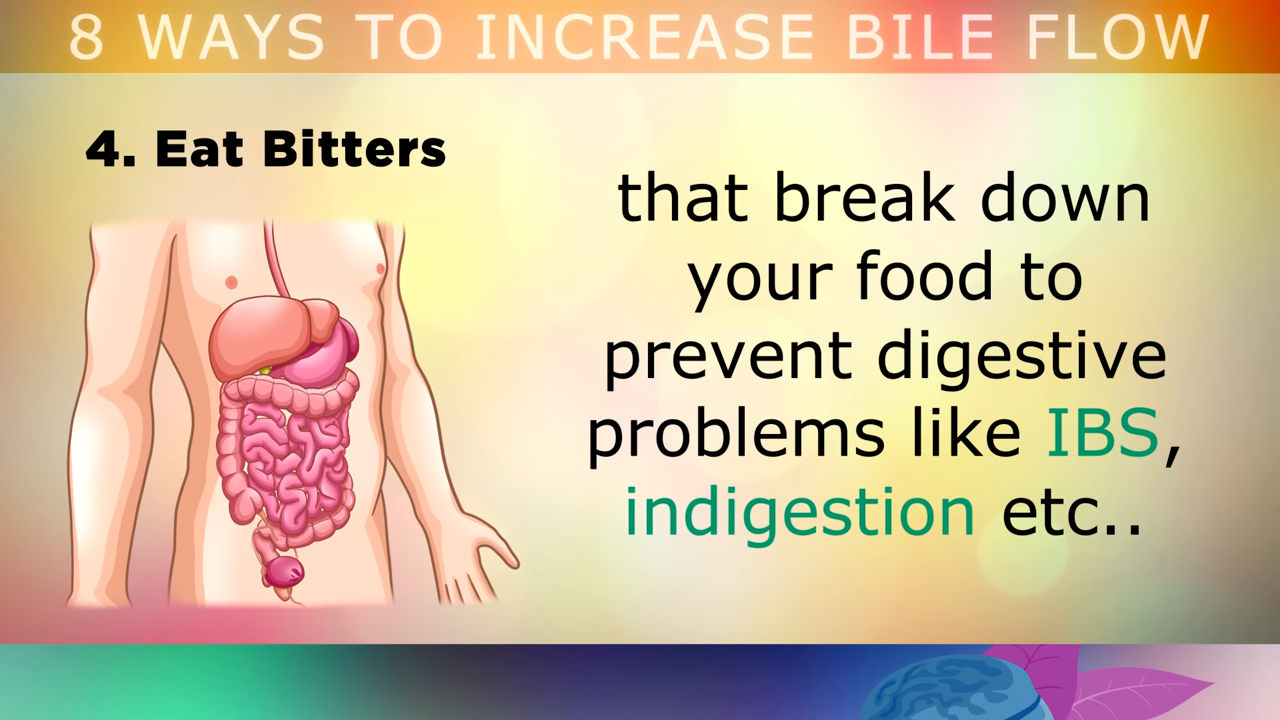 8 WAYS TO INCREASE BILE FLOW
4. Eat Bitters
that break down
your food to
prevent digestive
problems like IBS,
indigestion etc..